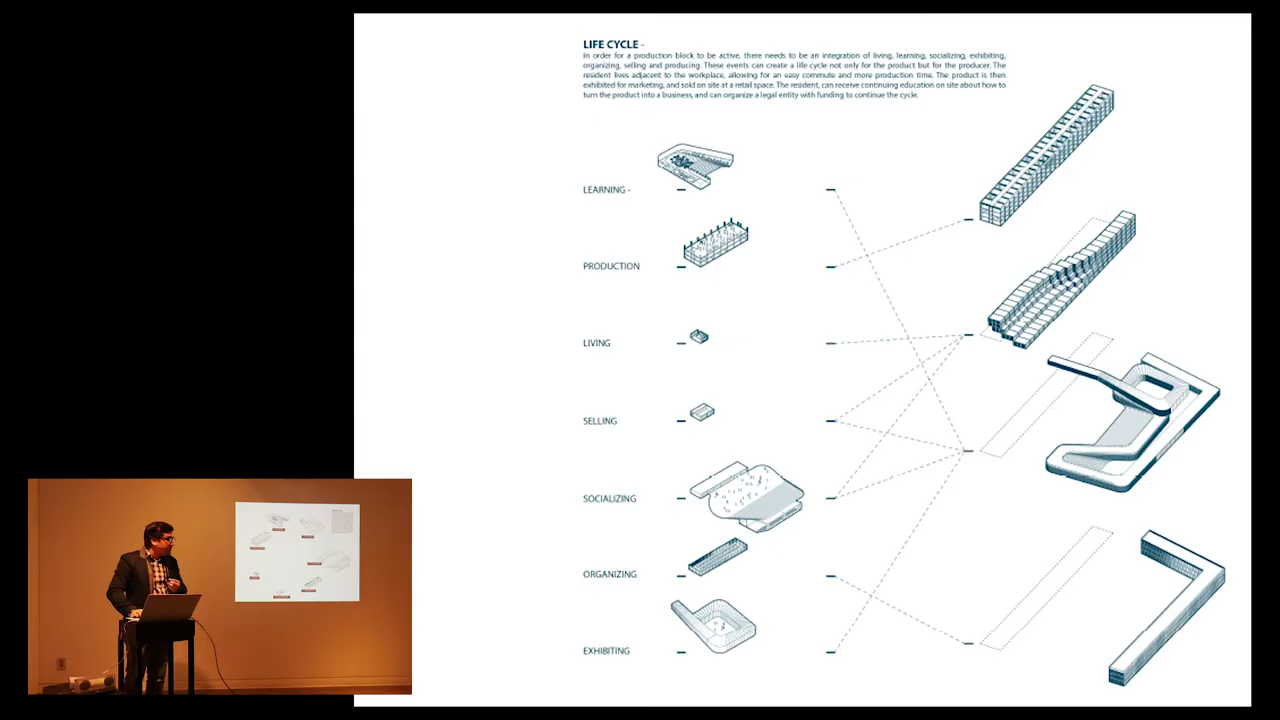 LIFE CYCLE -
In order for a production block to be active, there needs to be an integration of living, learning, socializing, exhibiting,
organizing, selling and producing. These events can create a life cycle not only for the product but for the producer. The
resident lives adjacent to the workplace, allowing for an easy commute and more production time. The product is then
exhibited for marketing, and sold on site at a retail space. The resident, can receive continuing education on site about how to
turn the product into a business, and can organize a legal entity with funding to continue the cycle.
LEARNING -
PRODUCTION
LIVING
SELLING
SOCIALIZING
ORGANIZING
EXHIBITING